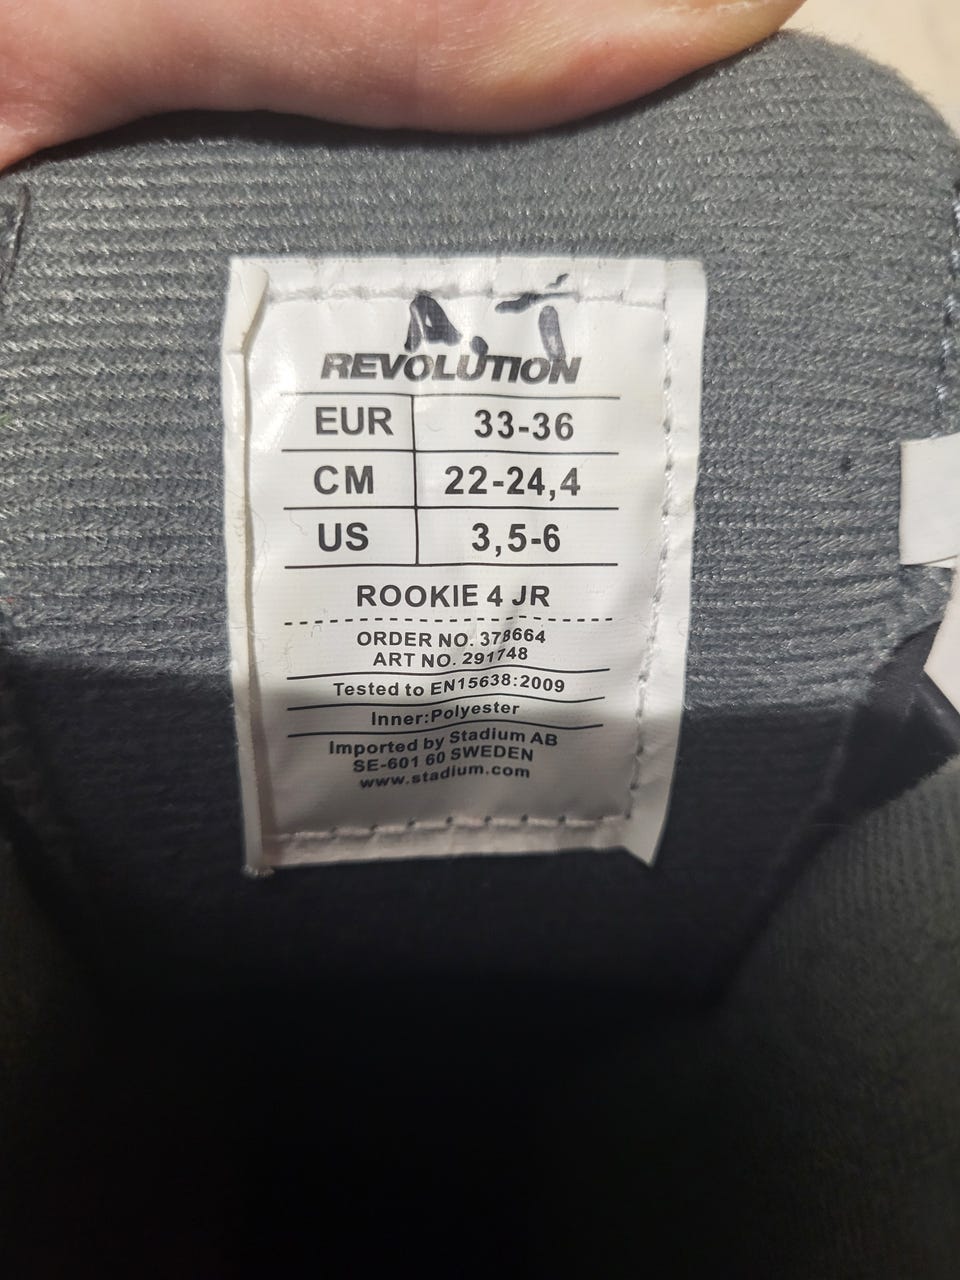 A.J
REVOLUTION
EUR 33-36
CM 22-24,4
US 3,5-6
ROOKIE 4 JR
ORDER NO. 378664
ART NO. 291748
Tested to EN15638:2009
Inner:Polyester
Imported by Stadium AB
SE-601 60 SWEDEN
www.stadium.com